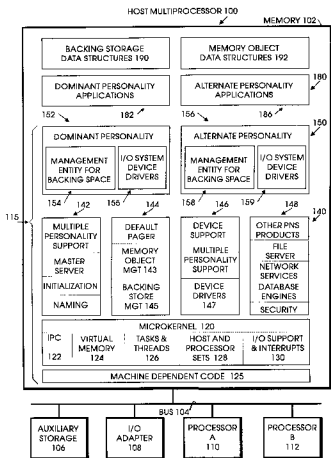 HOST MULTIPROCESSOR 100
MEMORY 102
BACKING STORAGE
DATA STRUCTURES 190
MEMORY OBJECT
DATA STRUCTURES 192
DOMINANT PERSONALITY
APPLICATIONS
ALTERNATE PERSONALITY
APPLICATIONS
180
152
182
156
186
150
DOMINANT PERSONALITY
MANAGEMENT
ENTITY FOR
BACKING SPACE
I/O SYSTEM
DEVICE
DRIVERS
ALTERNATE PERSONALITY
MANAGEMENT
ENTITY FOR
BACKING SPACE
I/O SYSTEM
DEVICE
DRIVERS
115
154
142
155
144
158
146
159
148
140
MULTIPLE
PERSONALITY
SUPPORT
MASTER
SERVER
INITIALIZATION
NAMING
DEFAULT
PAGER
MEMORY
OBJECT
MGT 143
BACKING
STORE
MGT 145
DEVICE
SUPPORT
MULTIPLE
PERSONALITY
SUPPORT
DEVICE
DRIVERS
147
OTHER PNS
PRODUCTS
FILE
SERVER
NETWORK
SERVICES
DATABASE
ENGINES
SECURITY
MICROKERNEL 120
IPC
122
VIRTUAL
MEMORY
124
TASKS &
THREADS
126
HOST AND
PROCESSOR
SETS 128
I/O SUPPORT
& INTERRUPTS
130
MACHINE DEPENDENT CODE 125
BUS 104
AUXILIARY
STORAGE
106
I/O
ADAPTER
108
PROCESSOR
A
110
PROCESSOR
B
112